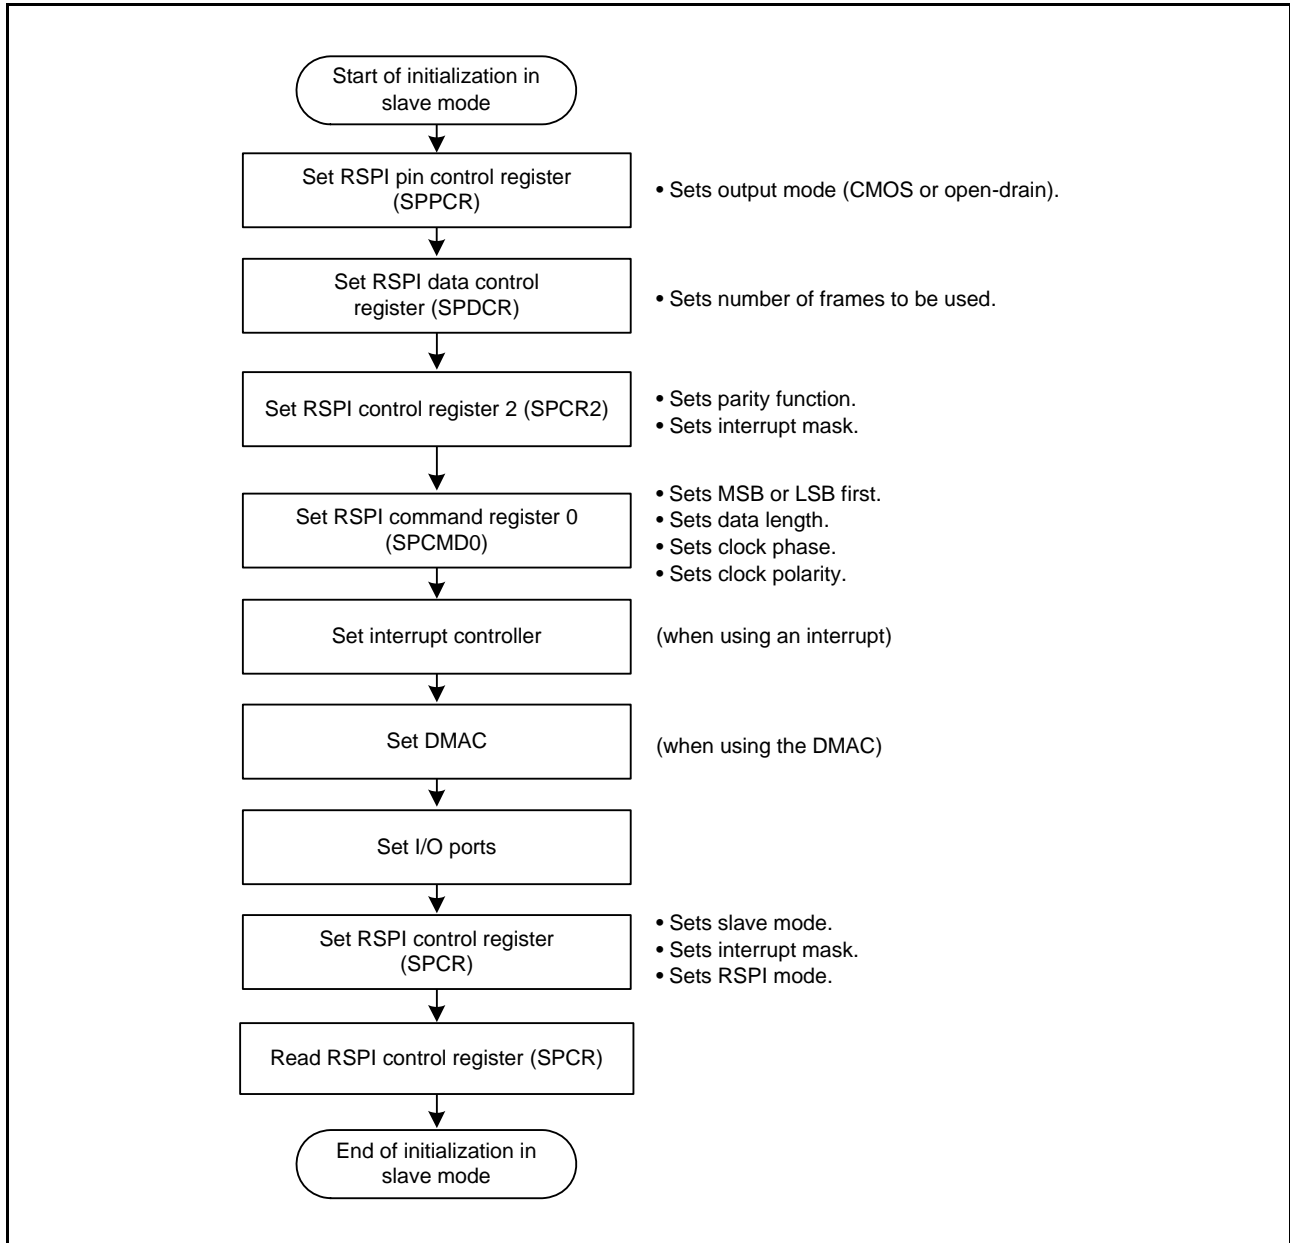 Start of initialization in
slave mode
Set RSPI pin control register
(SPPCR)
• Sets output mode (CMOS or open-drain).
Set RSPI data control
register (SPDCR)
• Sets number of frames to be used.
Set RSPI control register 2 (SPCR2)
• Sets parity function.
• Sets interrupt mask.
Set RSPI command register 0
(SPCMD0)
• Sets MSB or LSB first.
• Sets data length.
• Sets clock phase.
• Sets clock polarity.
Set interrupt controller
(when using an interrupt)
Set DMAC
(when using the DMAC)
Set I/O ports
Set RSPI control register
(SPCR)
• Sets slave mode.
• Sets interrupt mask.
• Sets RSPI mode.
Read RSPI control register (SPCR)
End of initialization in
slave mode